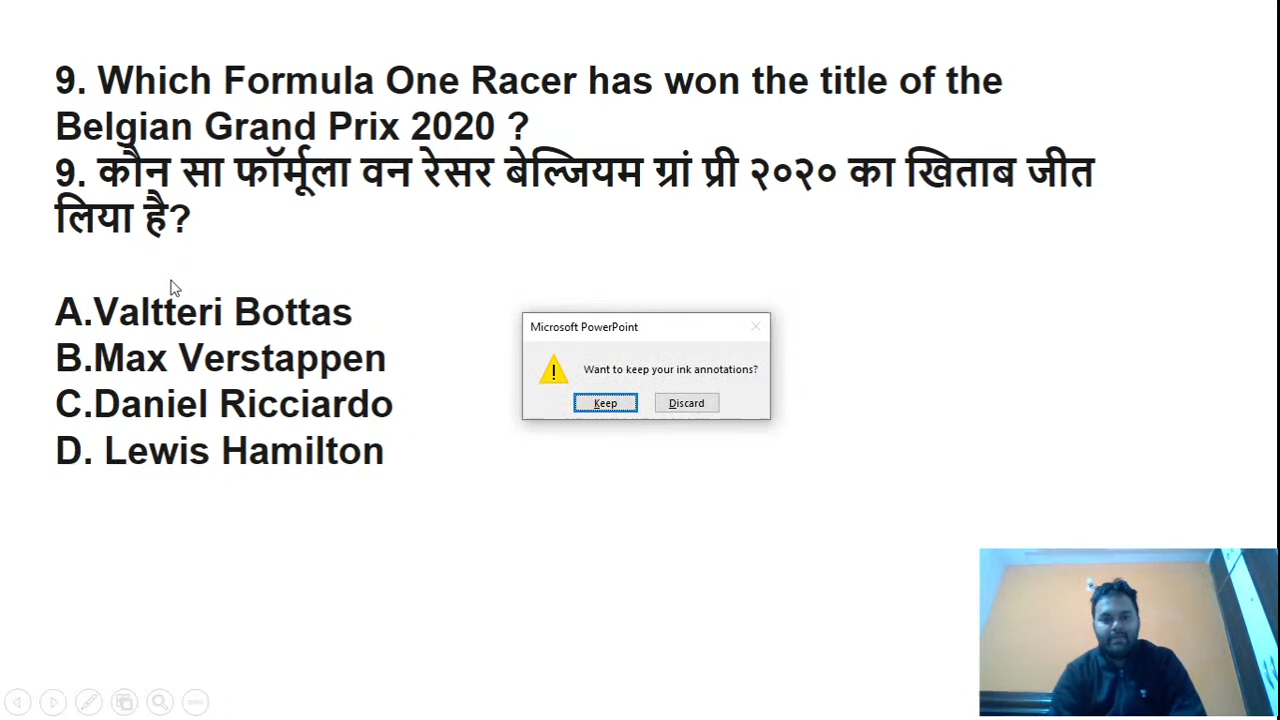 9. Which Formula One Racer has won the title of the
Belgian Grand Prix 2020 ?
9. कौन सा फॉर्मूला वन रेसर बेल्जियम ग्रां प्री २०२० का खिताब जीत
लिया है?
A.Valtteri Bottas
B.Max Verstappen
C.Daniel Ricciardo
D. Lewis Hamilton
Microsoft PowerPoint
Want to keep your ink annotations?
Keep
Discard